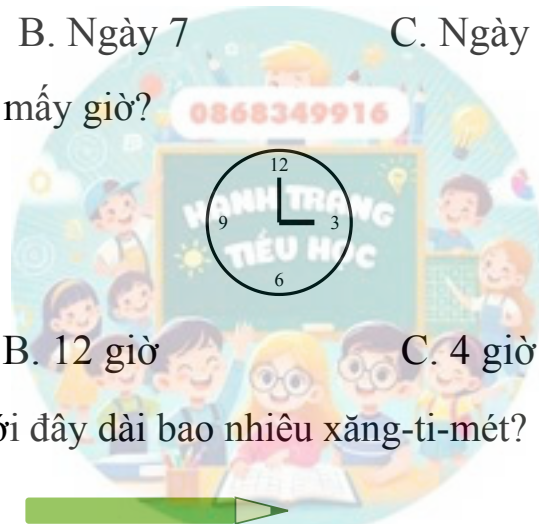 B. Ngày 7 C. Ngày
mấy giờ?
0868349916
12
HÀNH TRANG
9 3
TIỂU HỌC
6
B. 12 giờ C. 4 giờ
ới đây dài bao nhiêu xăng-ti-mét?